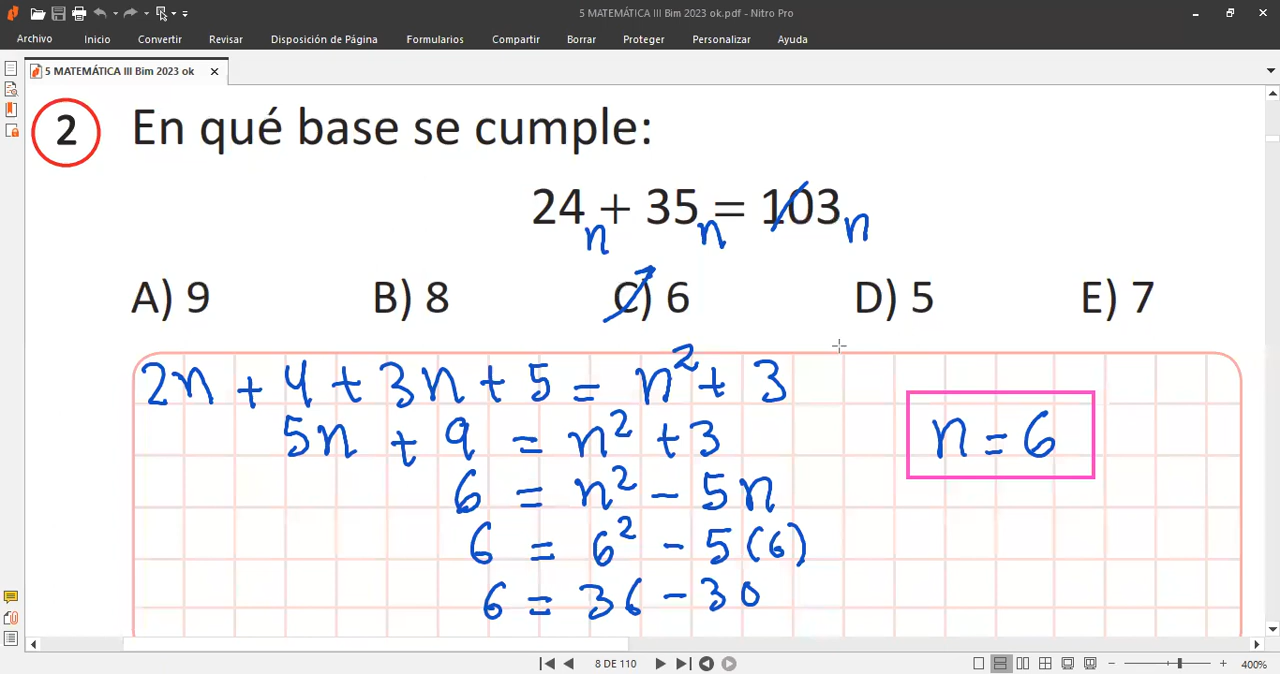 5 MATEMÁTICA III Bim 2023 ok.pdf - Nitro Pro
Archivo Inicio Convertir Revisar Disposición de Página Formularios Compartir Borrar Proteger Personalizar Ayuda
5 MATEMÁTICA III Bim 2023 ok
2 En qué base se cumple:
24n + 35n = 103n
A) 9 B) 8 C) 6 D) 5 E) 7
2n + 4 + 3n + 5 = n² + 3
5n + 9 = n² + 3
n = 6
6 = n² - 5n
6 = 6² - 5(6)
6 = 36 - 30
8 DE 110
400%